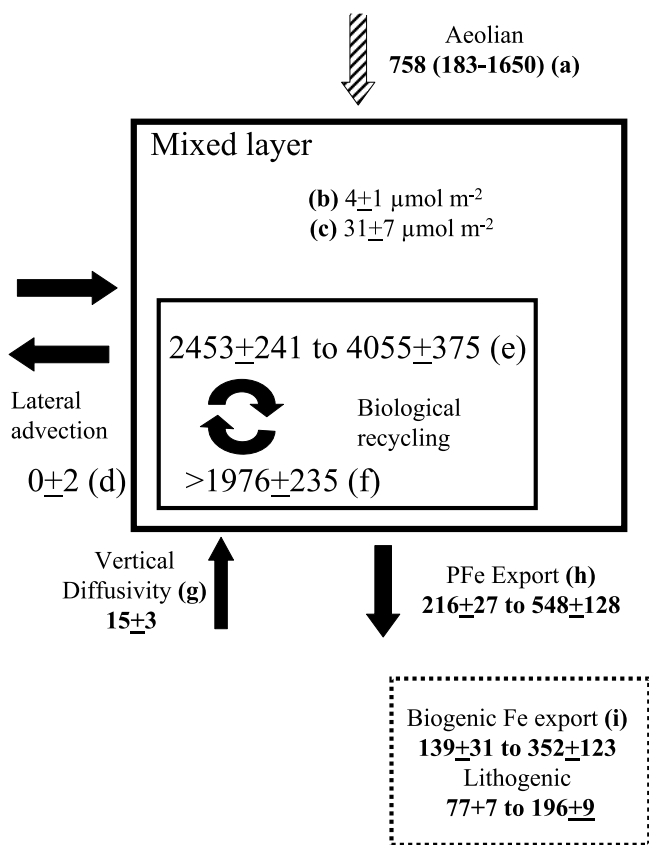 Aeolian
758 (183-1650) (a)
Mixed layer
(b) 4±1 µmol m⁻²
(c) 31±7 µmol m⁻²
2453±241 to 4055±375 (e)
Biological
recycling
>1976±235 (f)
Lateral
advection
0±2 (d)
Vertical
Diffusivity (g)
15±3
PFe Export (h)
216±27 to 548±128
Biogenic Fe export (i)
139±31 to 352±123
Lithogenic
77+7 to 196±9